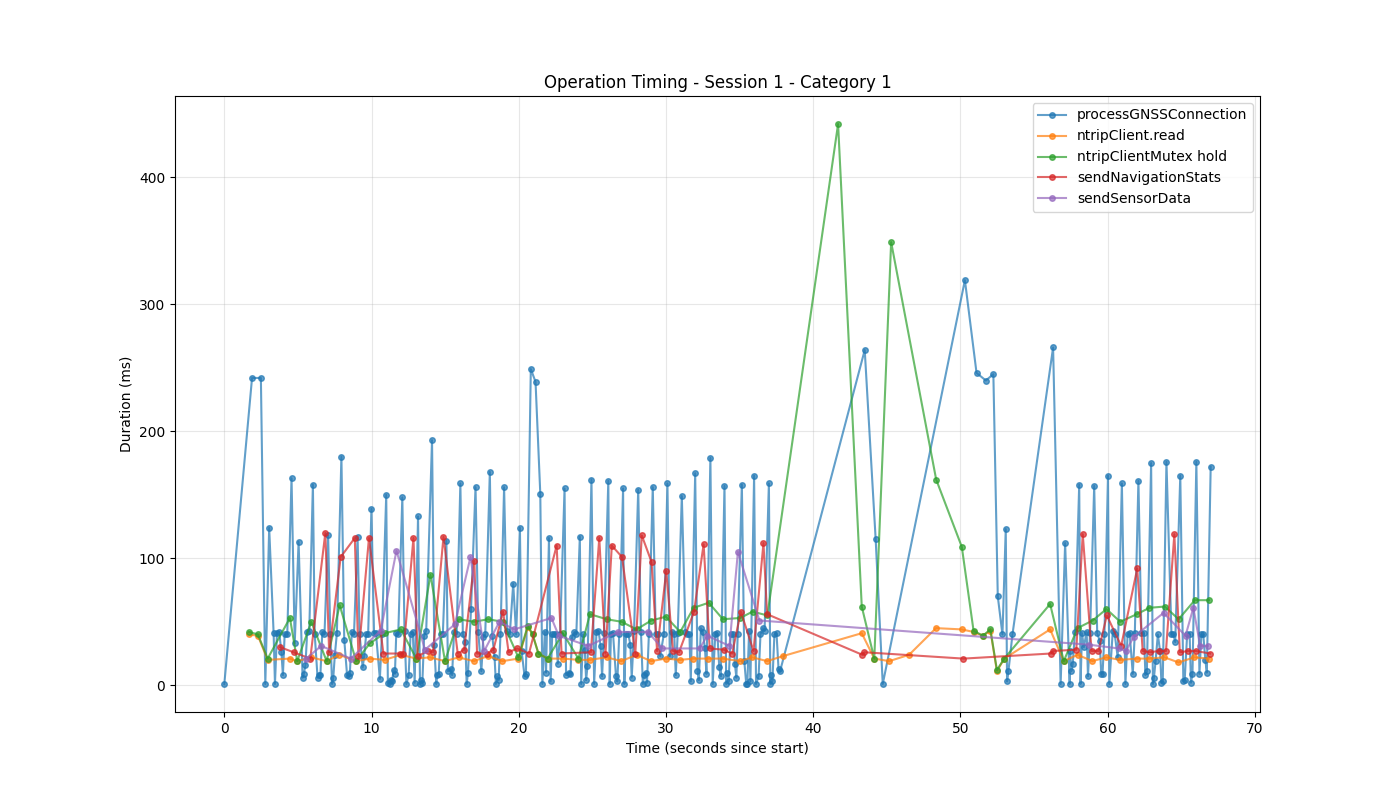 Operation Timing - Session 1 - Category 1
processGNSSConnection
ntripClient.read
ntripClientMutex hold
sendNavigationStats
sendSensorData
Duration (ms)
400
300
200
100
0
0 10 20 30 40 50 60 70
Time (seconds since start)